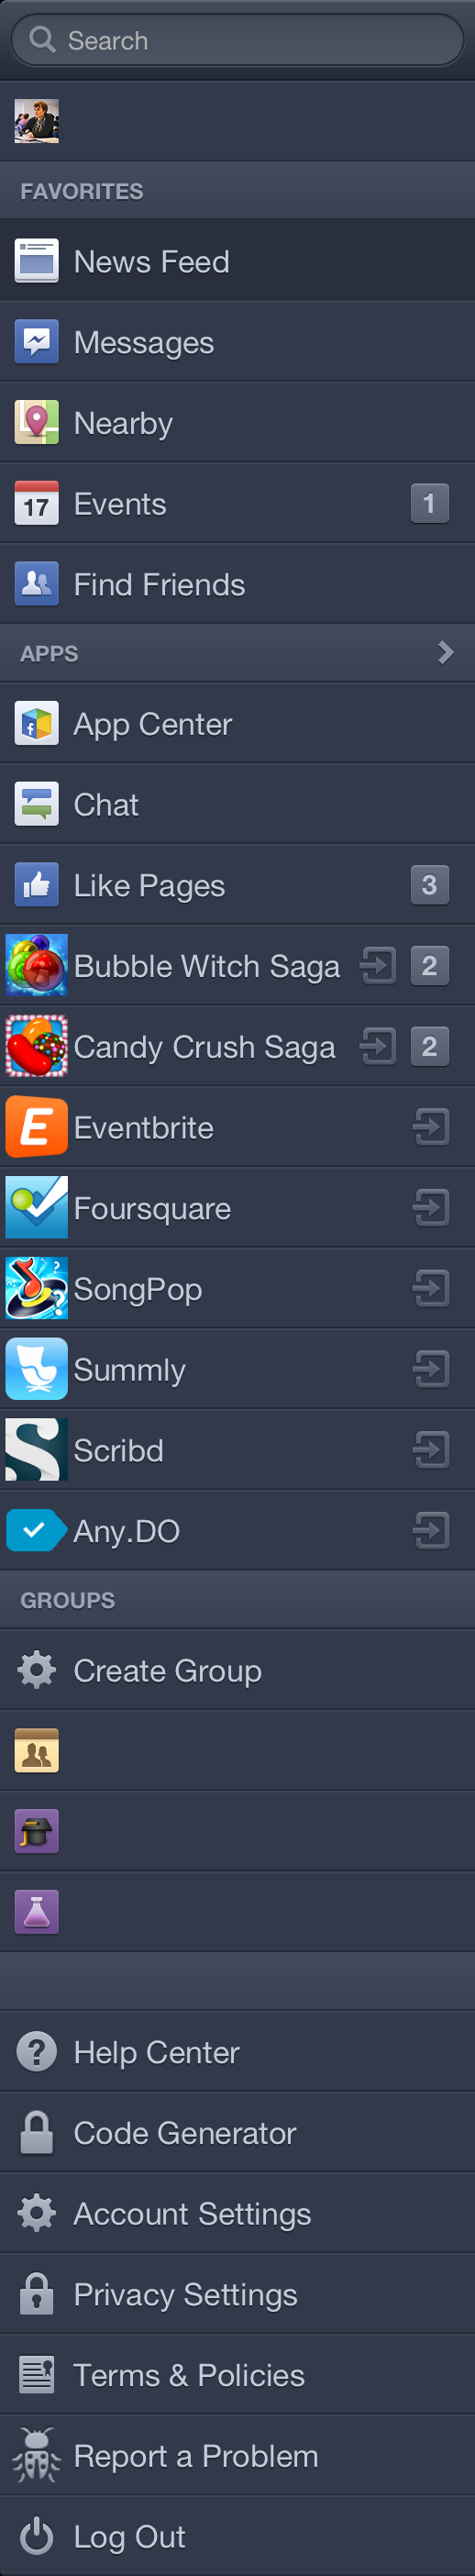 Search
FAVORITES
News Feed
Messages
Nearby
17 Events 1
Find Friends
APPS
App Center
Chat
Like Pages 3
Bubble Witch Saga 2
Candy Crush Saga 2
E Eventbrite
Foursquare
SongPop
Summly
Scribd
Any.DO
GROUPS
Create Group
? Help Center
Code Generator
Account Settings
Privacy Settings
Terms & Policies
Report a Problem
Log Out